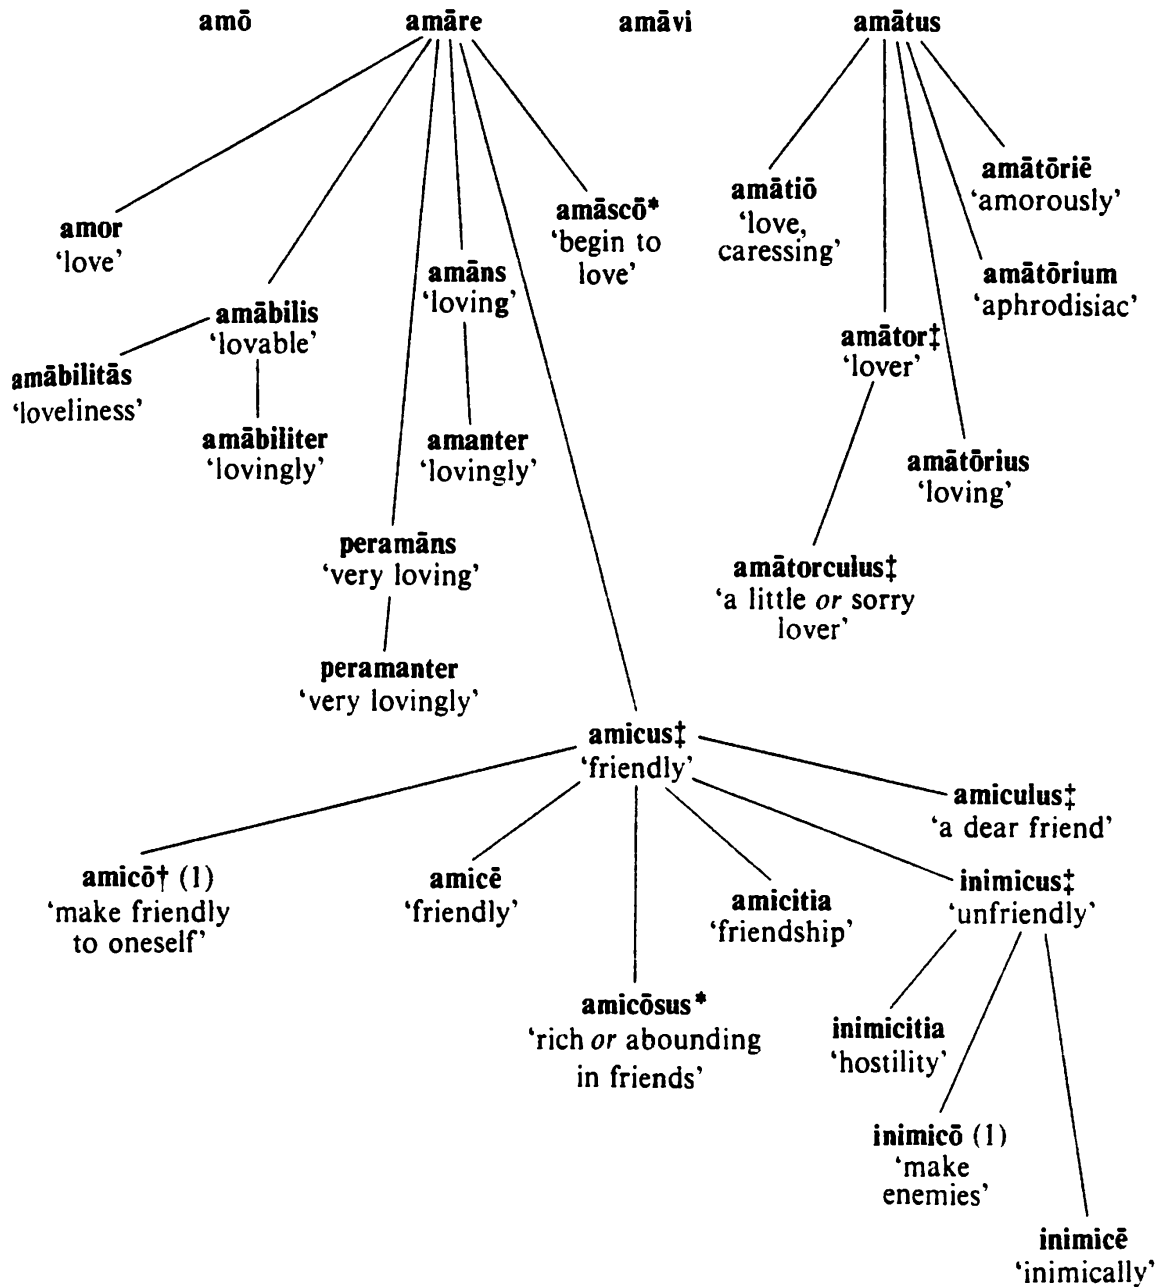 amō amāre amāvi amātus
amor
‘love’
amābilis
‘lovable’
amābilitās
‘loveliness’
amābiliter
‘lovingly’
amāns
‘loving’
amanter
‘lovingly’
amāscō*
‘begin to
love’
peramāns
‘very loving’
peramanter
‘very lovingly’
amātiō
‘love,
caressing’
amātōriē
‘amorously’
amātōrium
‘aphrodisiac’
amātor‡
‘lover’
amātōrius
‘loving’
amātorculus‡
‘a little or sorry
lover’
amicus‡
‘friendly’
amiculus‡
‘a dear friend’
amicō† (1)
‘make friendly
to oneself’
amicē
‘friendly’
amicōsus*
‘rich or abounding
in friends’
amicitia
‘friendship’
inimicus‡
‘unfriendly’
inimicitia
‘hostility’
inimicō (1)
‘make
enemies’
inimicē
‘inimically’